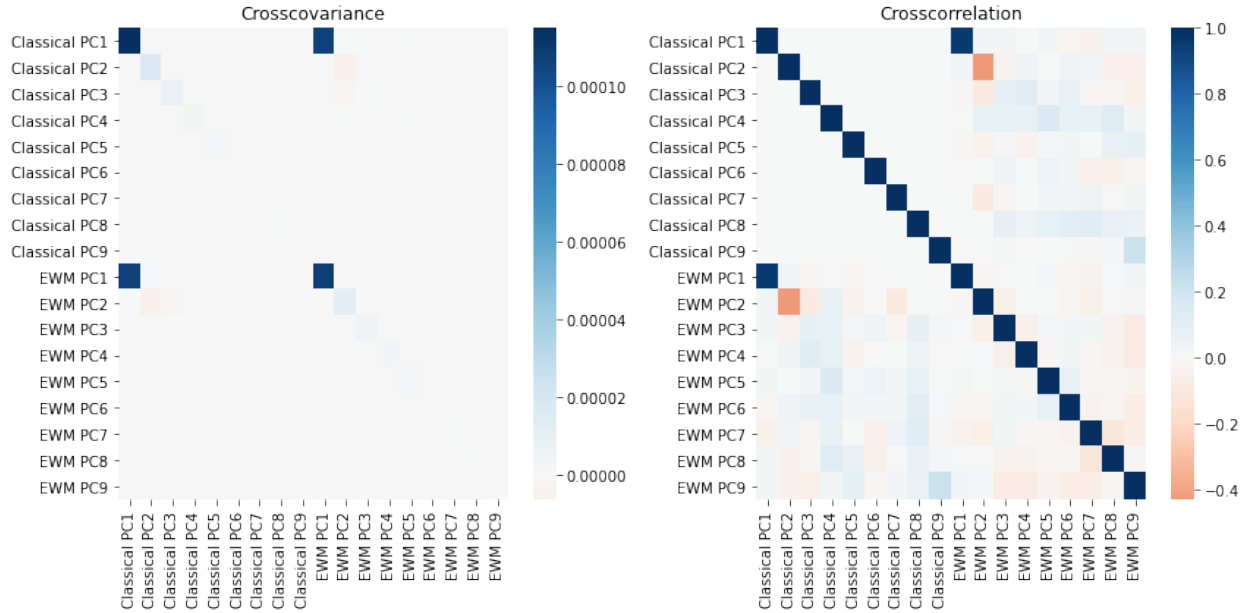 Crosscovariance
Classical PC1
Classical PC2
Classical PC3
Classical PC4
Classical PC5
Classical PC6
Classical PC7
Classical PC8
Classical PC9
EWM PC1
EWM PC2
EWM PC3
EWM PC4
EWM PC5
EWM PC6
EWM PC7
EWM PC8
EWM PC9
Classical PC1
Classical PC2
Classical PC3
Classical PC4
Classical PC5
Classical PC6
Classical PC7
Classical PC8
Classical PC9
EWM PC1
EWM PC2
EWM PC3
EWM PC4
EWM PC5
EWM PC6
EWM PC7
EWM PC8
EWM PC9
0.00010
0.00008
0.00006
0.00004
0.00002
0.00000
Crosscorrelation
Classical PC1
Classical PC2
Classical PC3
Classical PC4
Classical PC5
Classical PC6
Classical PC7
Classical PC8
Classical PC9
EWM PC1
EWM PC2
EWM PC3
EWM PC4
EWM PC5
EWM PC6
EWM PC7
EWM PC8
EWM PC9
Classical PC1
Classical PC2
Classical PC3
Classical PC4
Classical PC5
Classical PC6
Classical PC7
Classical PC8
Classical PC9
EWM PC1
EWM PC2
EWM PC3
EWM PC4
EWM PC5
EWM PC6
EWM PC7
EWM PC8
EWM PC9
1.0
0.8
0.6
0.4
0.2
0.0
−0.2
−0.4